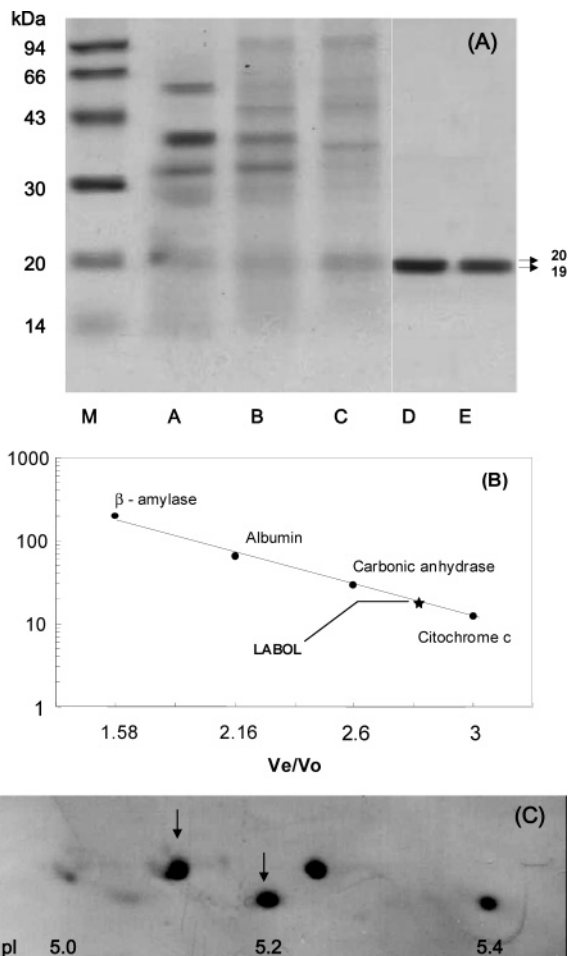 kDa
(A)
94
66
43
30
20
14
20
19
M A B C D E
(B)
1000
100
10
1
β - amylase
Albumin
Carbonic anhydrase
LABOL
Citochrome c
1.58 2.16 2.6 3
Ve/Vo
(C)
pI 5.0 5.2 5.4